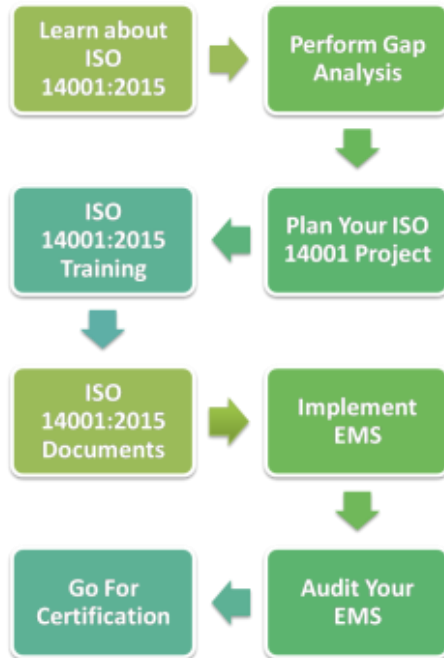 Learn about
ISO
14001:2015
Perform Gap
Analysis
Plan Your ISO
14001 Project
ISO
14001:2015
Training
ISO
14001:2015
Documents
Implement
EMS
Audit Your
EMS
Go For
Certification